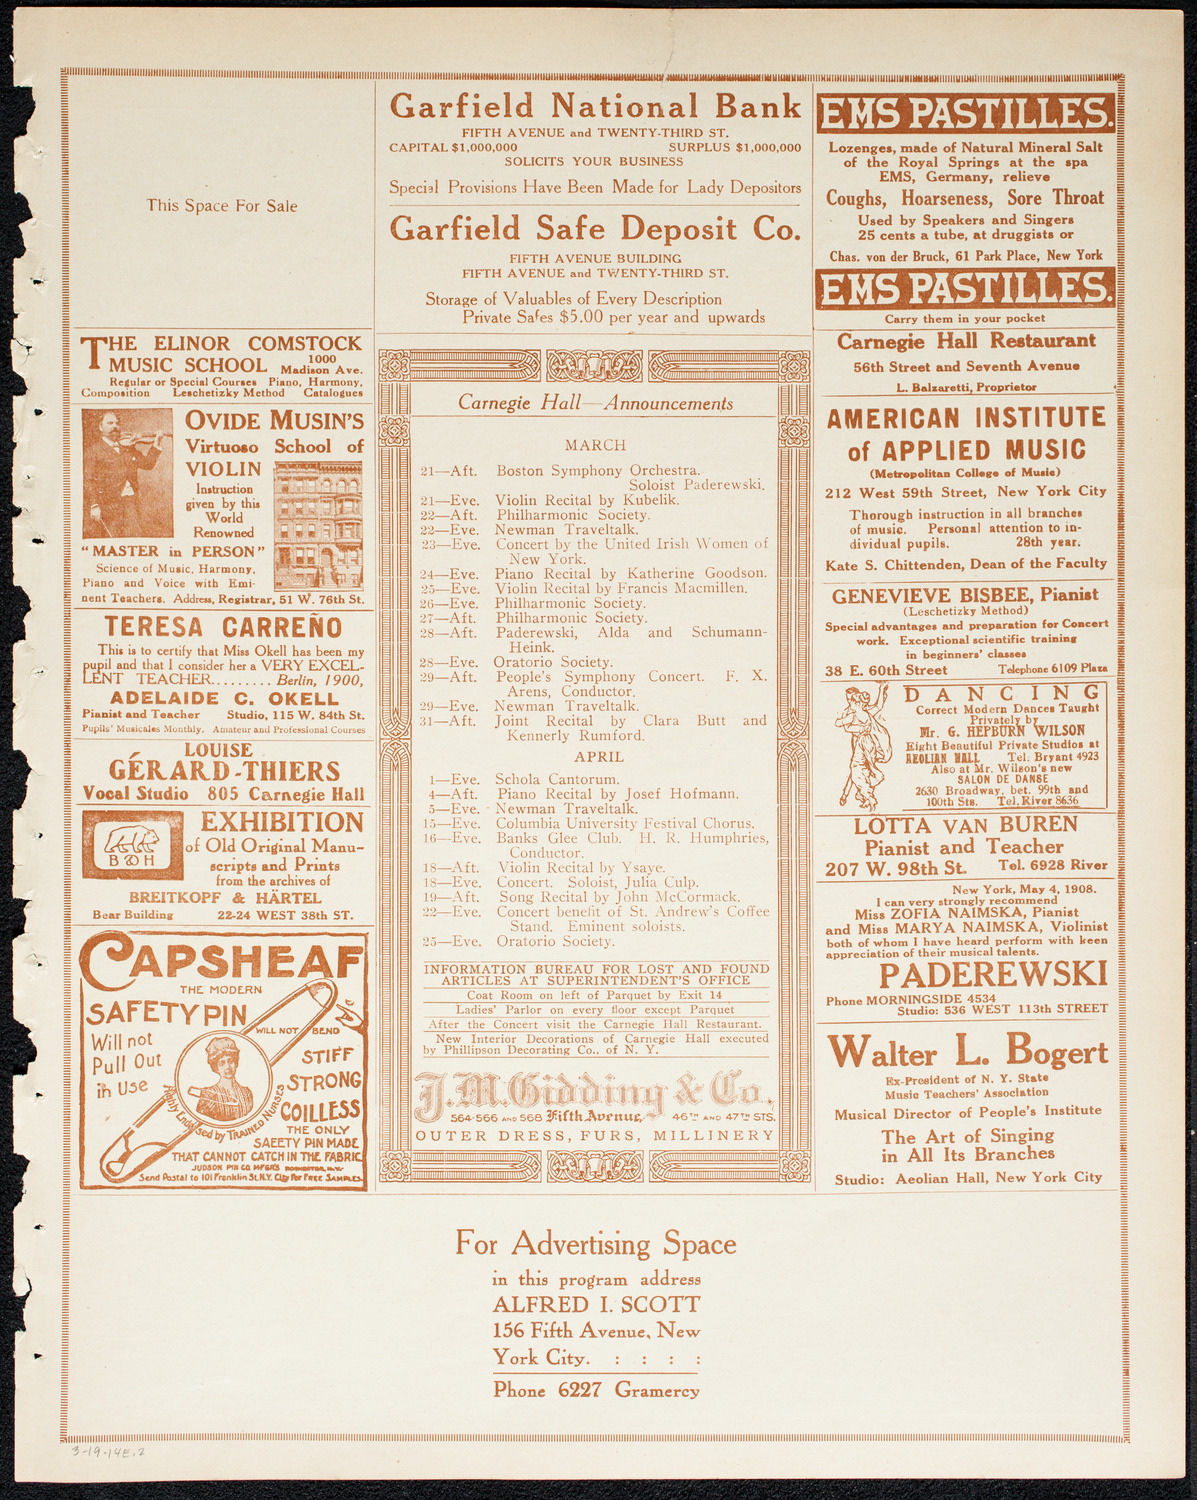 This Space For Sale
THE ELINOR COMSTOCK
MUSIC SCHOOL 1000 Madison Ave.
Regular or Special Courses Piano, Harmony,
Composition Leschetizky Method Catalogues
OVIDE MUSIN'S
Virtuoso School of
VIOLIN
Instruction
given by this
World
Renowned
"MASTER in PERSON"
Science of Music, Harmony,
Piano and Voice with Emi-
nent Teachers. Address, Registrar, 51 W. 76th St.
TERESA CARREÑO
This is to certify that Miss Okell has been my
pupil and that I consider her a VERY EXCEL-
LENT TEACHER......... Berlin, 1900,
ADELAIDE C. OKELL
Pianist and Teacher Studio, 115 W. 84th St.
Pupils' Musicales Monthly. Amateur and Professional Courses
LOUISE
GÉRARD-THIERS
Vocal Studio 805 Carnegie Hall
B & H
EXHIBITION
of Old Original Manu-
scripts and Prints
from the archives of
BREITKOPF & HÄRTEL
Bear Building 22-24 WEST 38th ST.
CAPSHEAF
THE MODERN
SAFETY PIN
WILL NOT BEND
Will not
Pull Out
in Use
STIFF
STRONG
COILLESS
Highly Endorsed by TRAINED NURSES
THE ONLY
SAFETY PIN MADE
THAT CANNOT CATCH IN THE FABRIC
JUDSON PIN CO. MFGRS ROCHESTER, N.Y.
Send Postal to 101 Franklin St. N.Y. City for FREE SAMPLES.
Garfield National Bank
FIFTH AVENUE and TWENTY-THIRD ST.
CAPITAL $1,000,000 SURPLUS $1,000,000
SOLICITS YOUR BUSINESS
Special Provisions Have Been Made for Lady Depositors
Garfield Safe Deposit Co.
FIFTH AVENUE BUILDING
FIFTH AVENUE and TWENTY-THIRD ST.
Storage of Valuables of Every Description
Private Safes $5.00 per year and upwards
Carnegie Hall—Announcements
MARCH
21—Aft. Boston Symphony Orchestra.
Soloist Paderewski.
21—Eve. Violin Recital by Kubelik.
22—Aft. Philharmonic Society.
22—Eve. Newman Traveltalk.
23—Eve. Concert by the United Irish Women of
New York.
24—Eve. Piano Recital by Katherine Goodson.
25—Eve. Violin Recital by Francis Macmillen.
26—Eve. Philharmonic Society.
27—Aft. Philharmonic Society.
28—Aft. Paderewski, Alda and Schumann-
Heink.
28—Eve. Oratorio Society.
29—Aft. People's Symphony Concert. F. X.
Arens, Conductor.
29—Eve. Newman Traveltalk.
31—Aft. Joint Recital by Clara Butt and
Kennerly Rumford.
APRIL
1—Eve. Schola Cantorum.
4—Aft. Piano Recital by Josef Hofmann.
5—Eve. Newman Traveltalk.
15—Eve. Columbia University Festival Chorus.
16—Eve. Banks Glee Club. H. R. Humphries,
Conductor.
18—Aft. Violin Recital by Ysaye.
18—Eve. Concert. Soloist, Julia Culp.
19—Aft. Song Recital by John McCormack.
22—Eve. Concert benefit of St. Andrew's Coffee
Stand. Eminent soloists.
25—Eve. Oratorio Society.
INFORMATION BUREAU FOR LOST AND FOUND
ARTICLES AT SUPERINTENDENT'S OFFICE
Coat Room on left of Parquet by Exit 14
Ladies' Parlor on every floor except Parquet
After the Concert visit the Carnegie Hall Restaurant.
New Interior Decorations of Carnegie Hall executed
by Phillipson Decorating Co., of N. Y.
J.M.Gidding & Co.
564-566 AND 568 Fifth Avenue, 46TH AND 47TH STS.
OUTER DRESS, FURS, MILLINERY
EMS PASTILLES.
Lozenges, made of Natural Mineral Salt
of the Royal Springs at the spa
EMS, Germany, relieve
Coughs, Hoarseness, Sore Throat
Used by Speakers and Singers
25 cents a tube, at druggists or
Chas. von der Bruck, 61 Park Place, New York
EMS PASTILLES.
Carry them in your pocket
Carnegie Hall Restaurant
56th Street and Seventh Avenue
L. Balzaretti, Proprietor
AMERICAN INSTITUTE
of APPLIED MUSIC
(Metropolitan College of Music)
212 West 59th Street, New York City
Thorough instruction in all branches
of music. Personal attention to in-
dividual pupils. 28th year.
Kate S. Chittenden, Dean of the Faculty
GENEVIEVE BISBEE, Pianist
(Leschetizky Method)
Special advantages and preparation for Concert
work. Exceptional scientific training
in beginners' classes
38 E. 60th Street Telephone 6109 Plaza
DANCING
Correct Modern Dances Taught
Privately by
Mr. G. HEPBURN WILSON
Eight Beautiful Private Studios at
AEOLIAN HALL Tel. Bryant 4923
Also at Mr. Wilson's new
SALON DE DANSE
2630 Broadway, bet. 99th and
100th Sts. Tel. River 8636
LOTTA VAN BUREN
Pianist and Teacher
207 W. 98th St. Tel. 6928 River
New York, May 4, 1908.
I can very strongly recommend
Miss ZOFIA NAIMSKA, Pianist
and Miss MARYA NAIMSKA, Violinist
both of whom I have heard perform with keen
appreciation of their musical talents.
PADEREWSKI
Phone MORNINGSIDE 4534
Studio: 536 WEST 113th STREET
Walter L. Bogert
Ex-President of N. Y. State
Music Teachers' Association
Musical Director of People's Institute
The Art of Singing
in All Its Branches
Studio: Aeolian Hall, New York City
For Advertising Space
in this program address
ALFRED I. SCOTT
156 Fifth Avenue, New
York City. : : : :
Phone 6227 Gramercy
3-19-14E.2